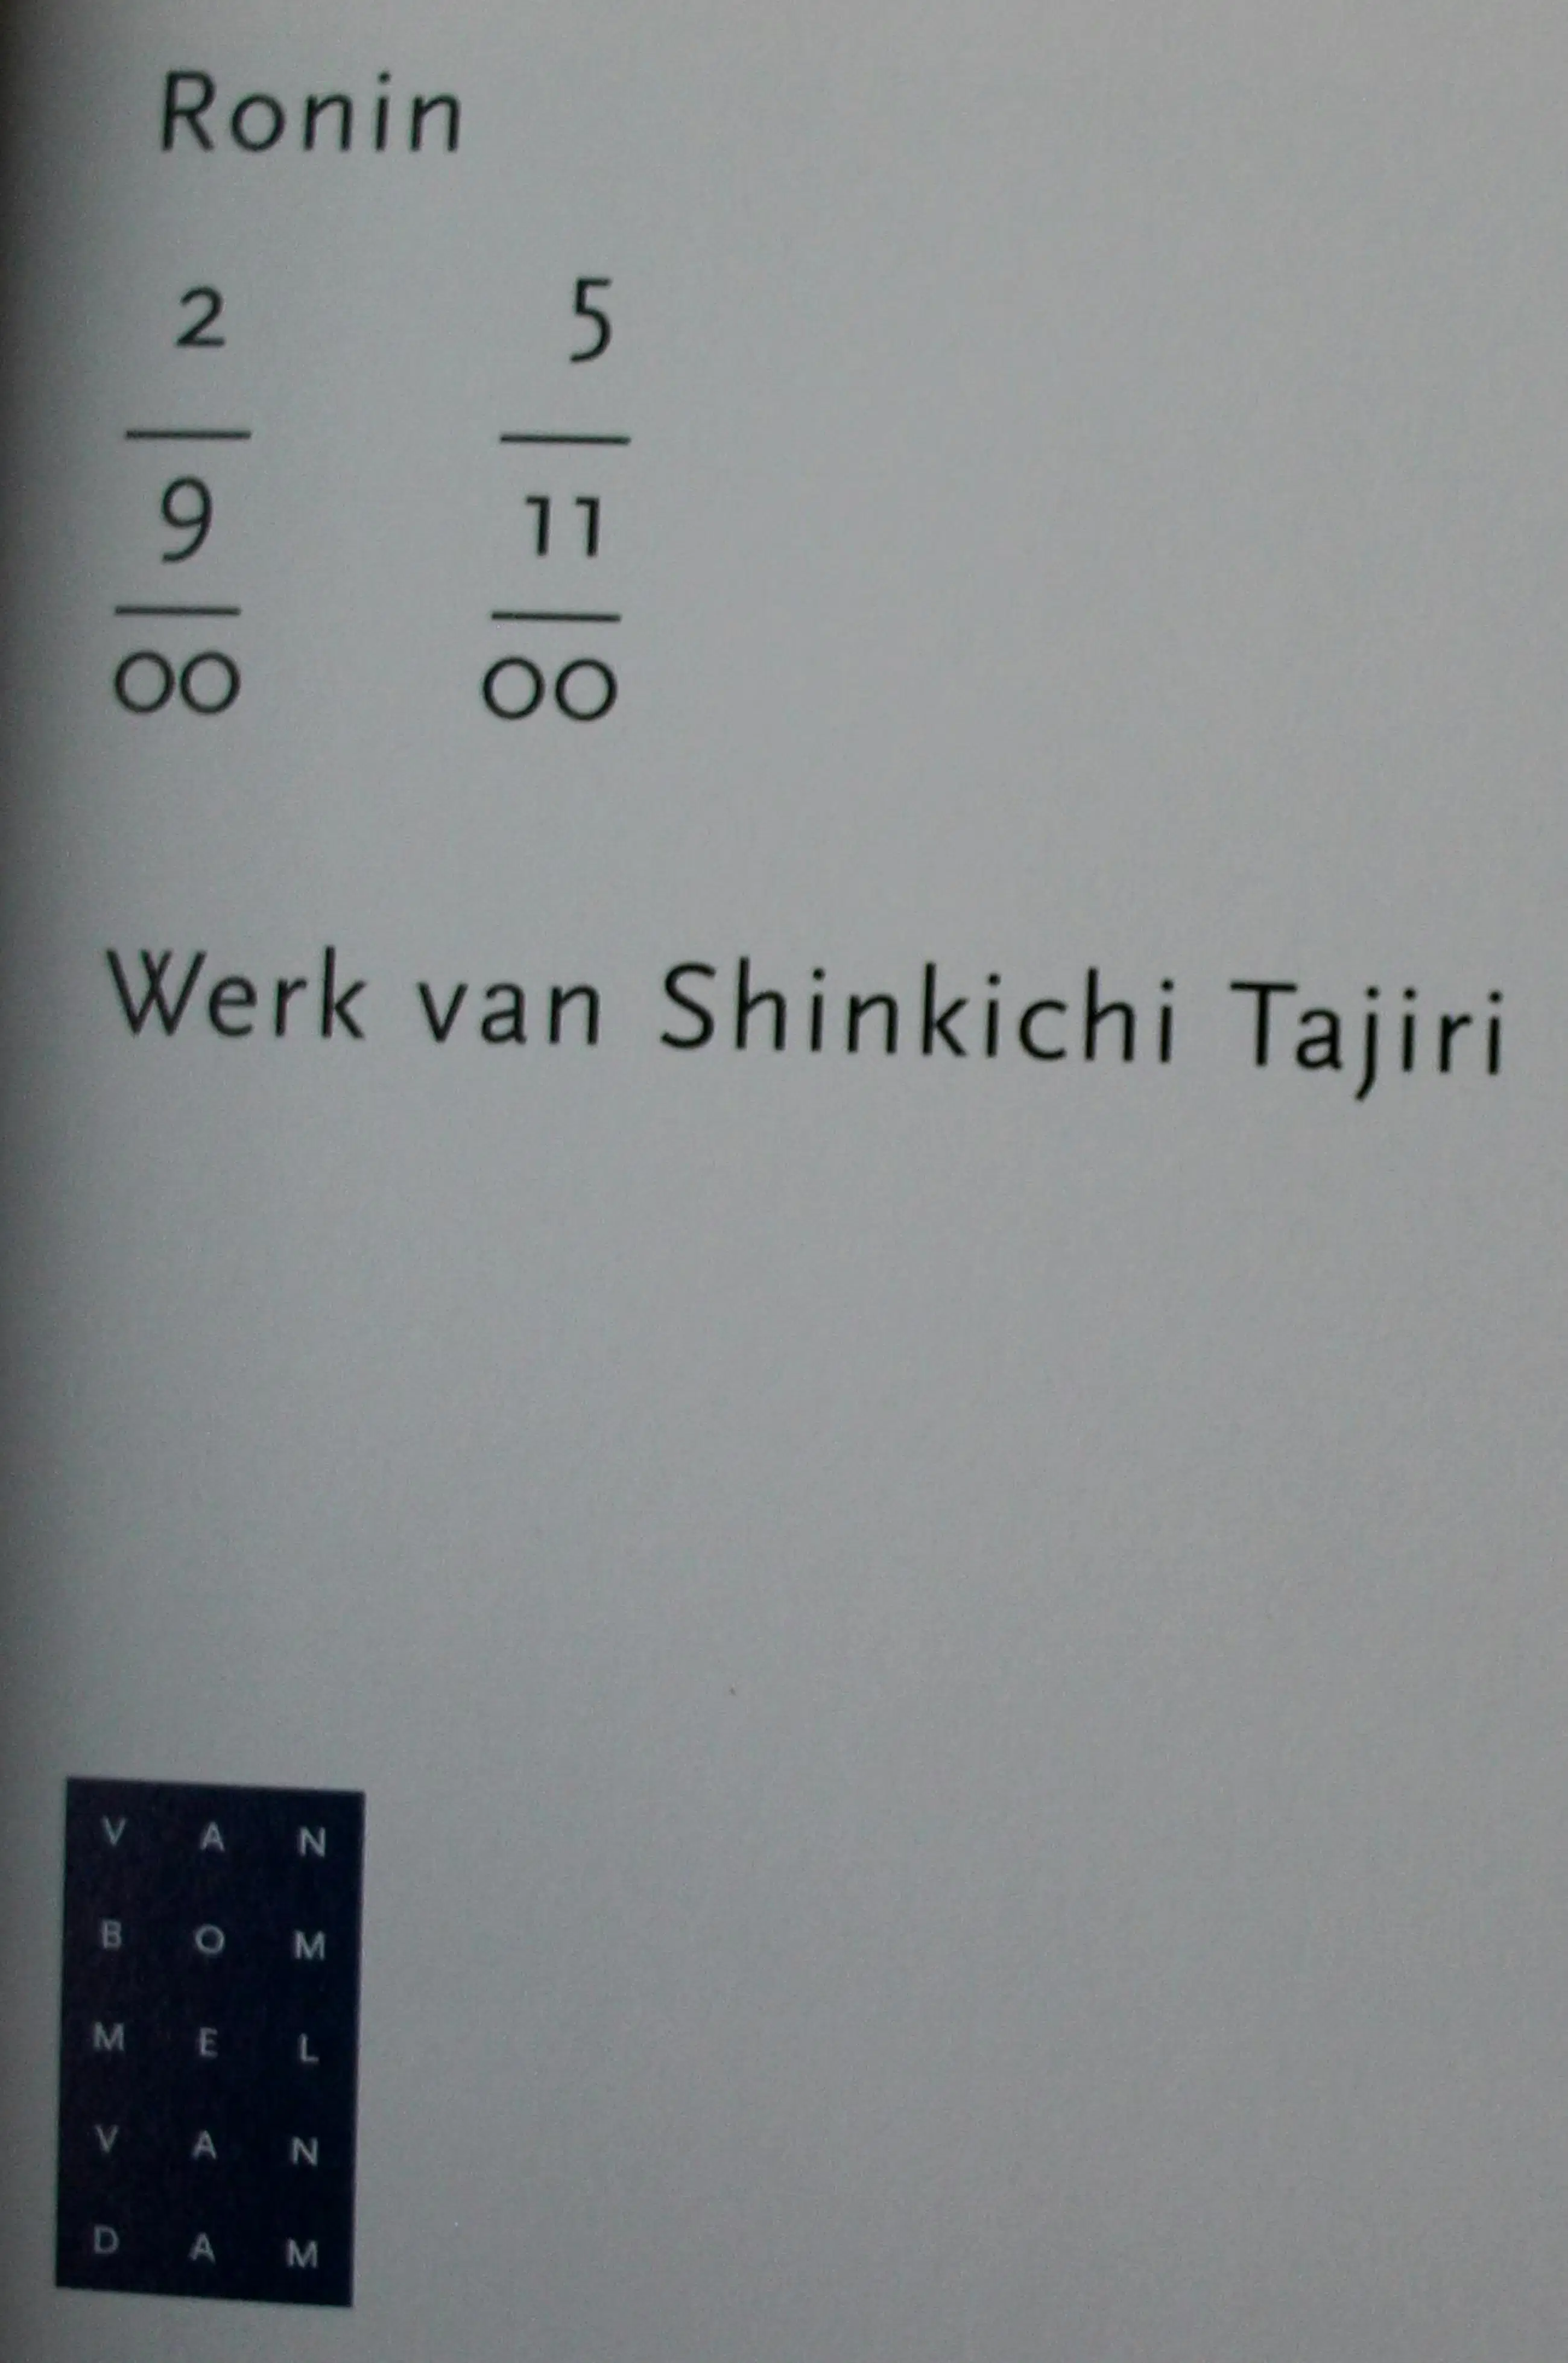 Ronin
2 5
9 11
00 00
Werk van Shinkichi Tajiri
V A N
B O M
M E L
V A N
D A M